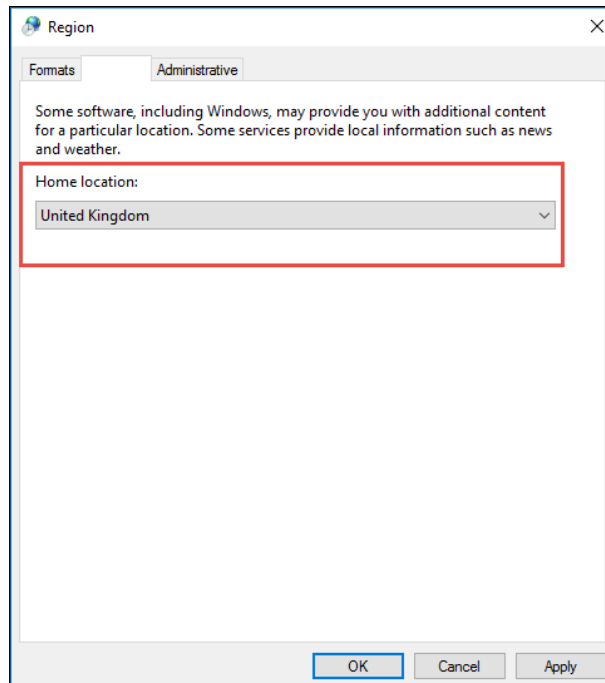 Region
Formats
Administrative
Some software, including Windows, may provide you with additional content
for a particular location. Some services provide local information such as news
and weather.
Home location:
United Kingdom
OK
Cancel
Apply